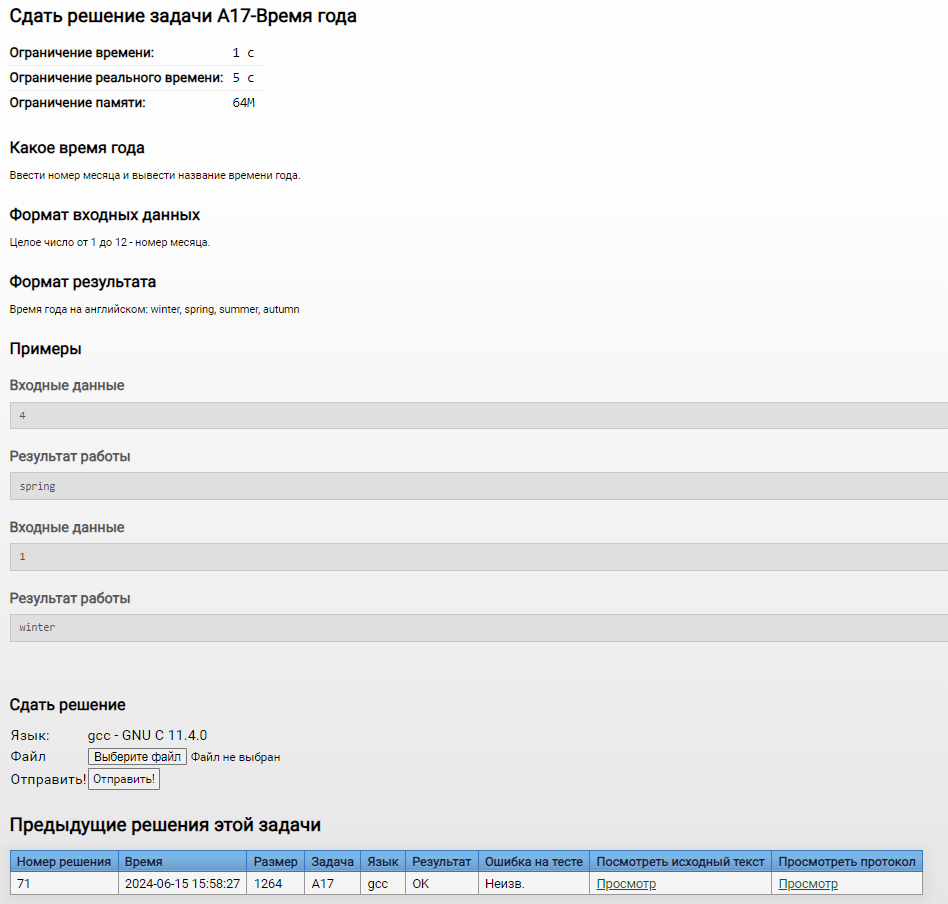 Сдать решение задачи A17-Время года
Ограничение времени: 1 с
Ограничение реального времени: 5 с
Ограничение памяти: 64M
Какое время года
Ввести номер месяца и вывести название времени года.
Формат входных данных
Целое число от 1 до 12 - номер месяца.
Формат результата
Время года на английском: winter, spring, summer, autumn
Примеры
Входные данные
4
Результат работы
spring
Входные данные
1
Результат работы
winter
Сдать решение
Язык: gcc - GNU C 11.4.0
Файл Выберите файл Файл не выбран
Отправить! Отправить!
Предыдущие решения этой задачи
Номер решения Время Размер Задача Язык Результат Ошибка на тесте Посмотреть исходный текст Просмотреть протокол
71 2024-06-15 15:58:27 1264 A17 gcc OK Неизв. Просмотр Просмотр